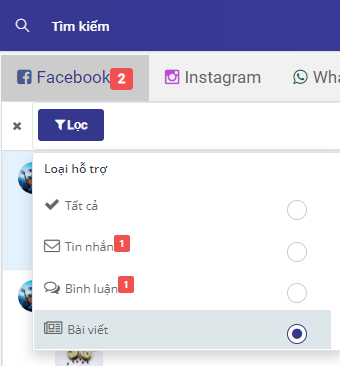 Tìm kiếm
Facebook 2 Instagram Wha
× Lọc
Loại hỗ trợ
Tất cả
Tin nhắn 1
Bình luận 1
Bài viết